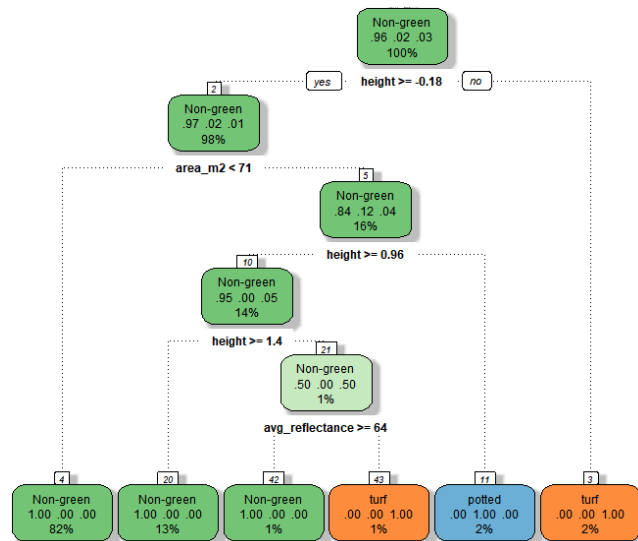 Non-green
.96 .02 .03
100%
yes height >= -0.18 no
2
Non-green
.97 .02 .01
98%
area_m2 < 71
5
Non-green
.84 .12 .04
16%
height >= 0.96
10
Non-green
.95 .00 .05
14%
height >= 1.4
21
Non-green
.50 .00 .50
1%
avg_reflectance >= 64
4
Non-green
1.00 .00 .00
82%
20
Non-green
1.00 .00 .00
13%
42
Non-green
1.00 .00 .00
1%
43
turf
.00 .00 1.00
1%
11
potted
.00 1.00 .00
2%
3
turf
.00 .00 1.00
2%